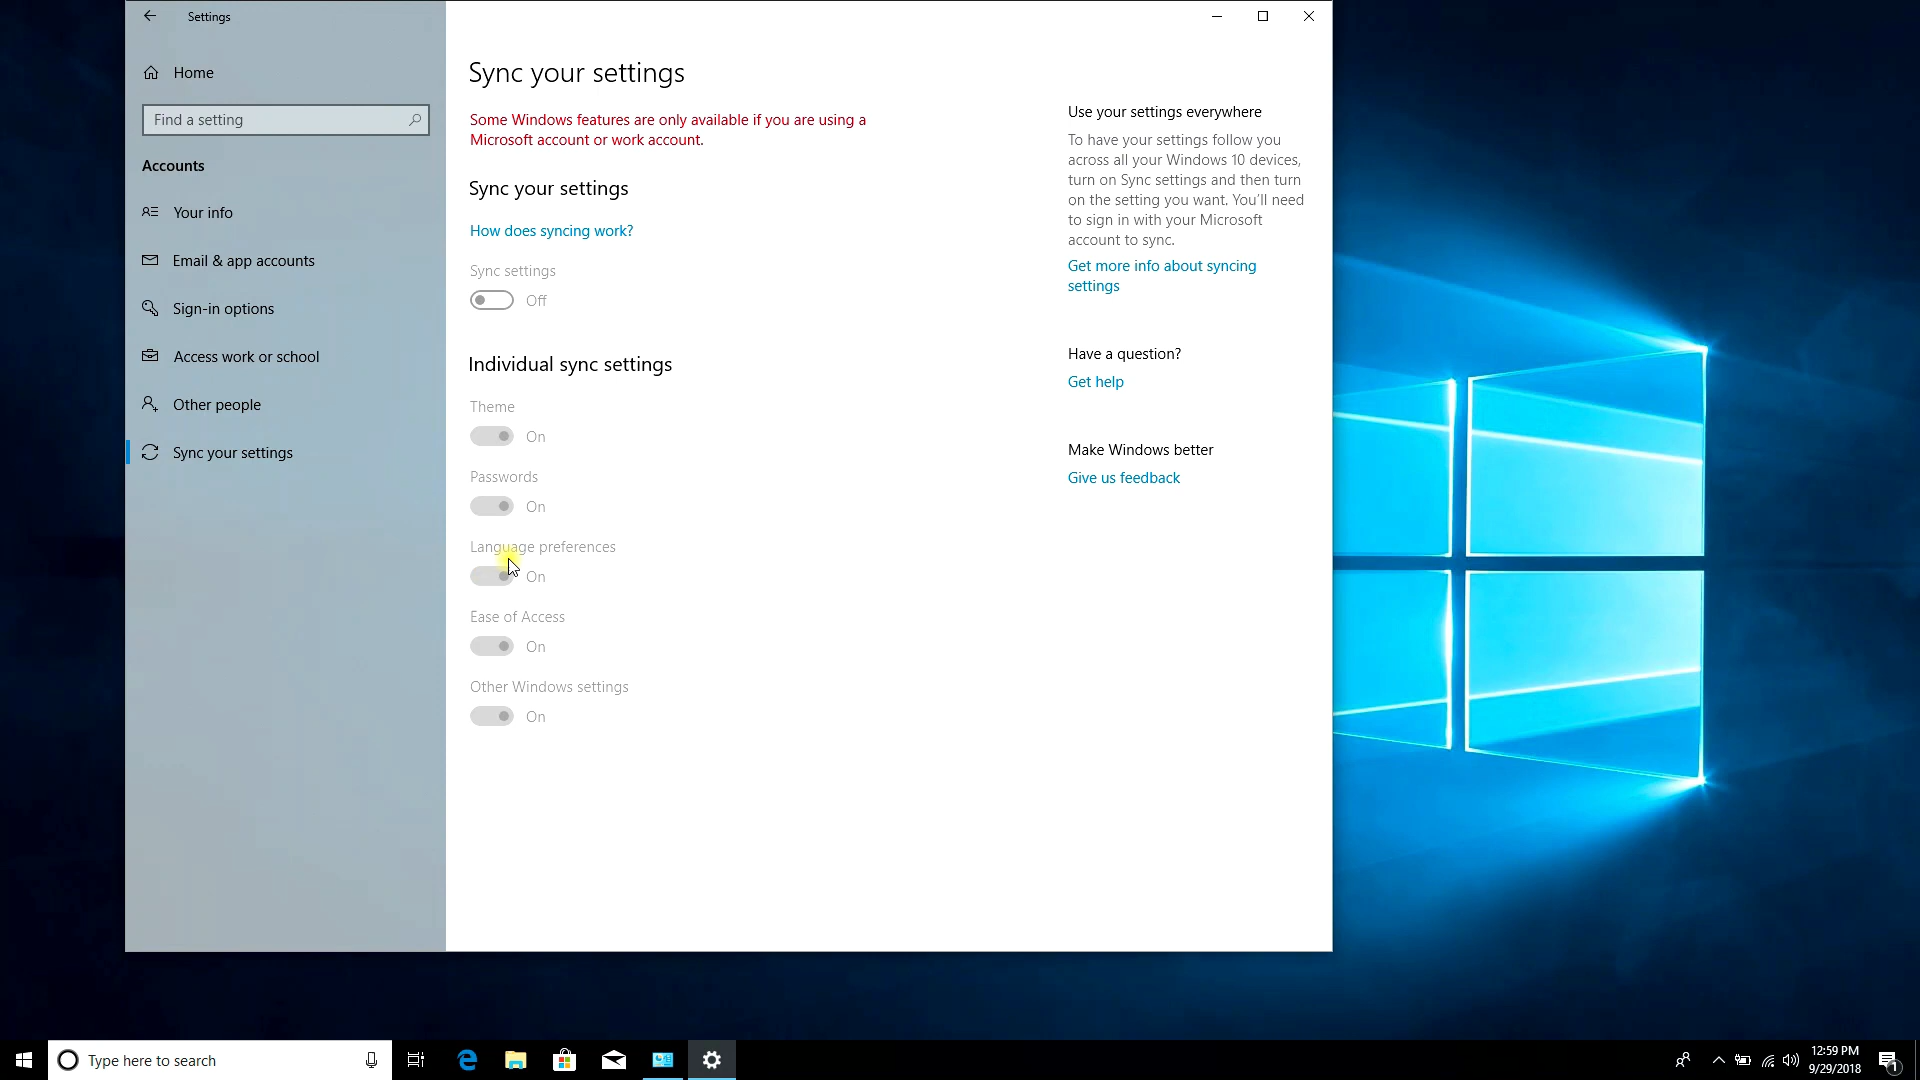 Settings
Home
Find a setting
Accounts
Your info
Email & app accounts
Sign-in options
Access work or school
Other people
Sync your settings
Sync your settings
Some Windows features are only available if you are using a
Microsoft account or work account.
Sync your settings
How does syncing work?
Sync settings
Off
Individual sync settings
Theme
On
Passwords
On
Language preferences
On
Ease of Access
On
Other Windows settings
On
Use your settings everywhere
To have your settings follow you
across all your Windows 10 devices,
turn on Sync settings and then turn
on the setting you want. You'll need
to sign in with your Microsoft
account to sync.
Get more info about syncing
settings
Have a question?
Get help
Make Windows better
Give us feedback
Type here to search
12:59 PM
9/29/2018
1